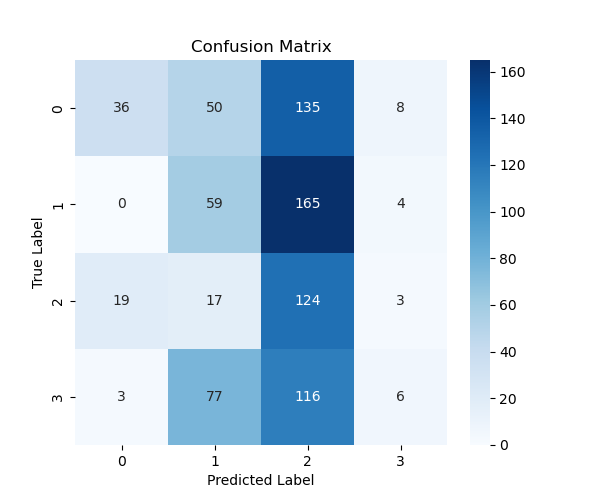 Confusion Matrix
True Label
0 36 50 135 8
1 0 59 165 4
2 19 17 124 3
3 3 77 116 6
0 1 2 3
Predicted Label
160
140
120
100
80
60
40
20
0